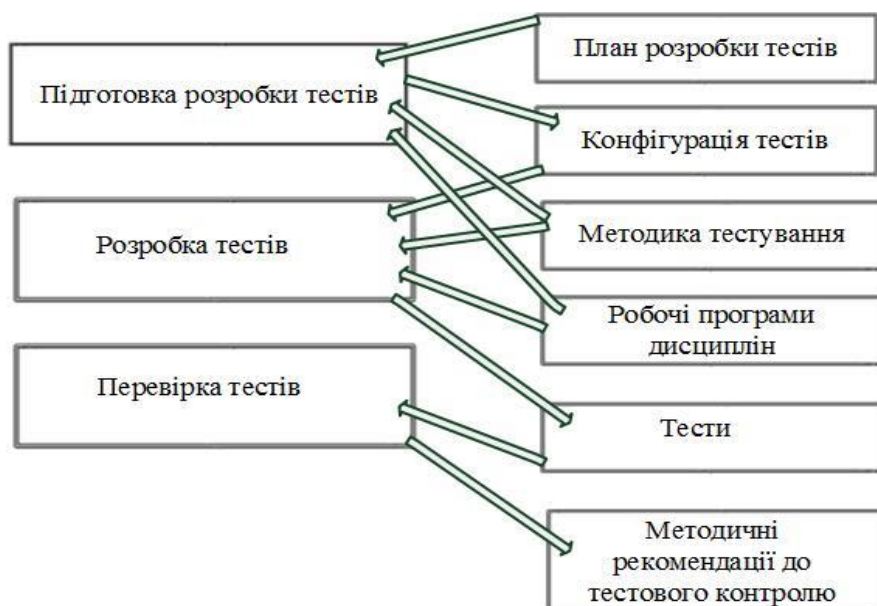 Підготовка розробки тестів
Розробка тестів
Перевірка тестів
План розробки тестів
Конфігурація тестів
Методика тестування
Робочі програми
дисциплін
Тести
Методичні
рекомендації до
тестового контролю